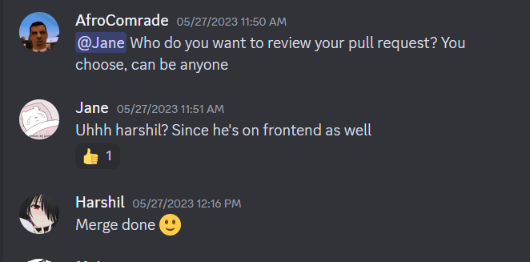 AfroComrade 05/27/2023 11:50 AM
@Jane Who do you want to review your pull request? You
choose, can be anyone
Jane 05/27/2023 11:51 AM
Uhhh harshil? Since he's on frontend as well
👍 1
Harshil 05/27/2023 12:16 PM
Merge done 🙂